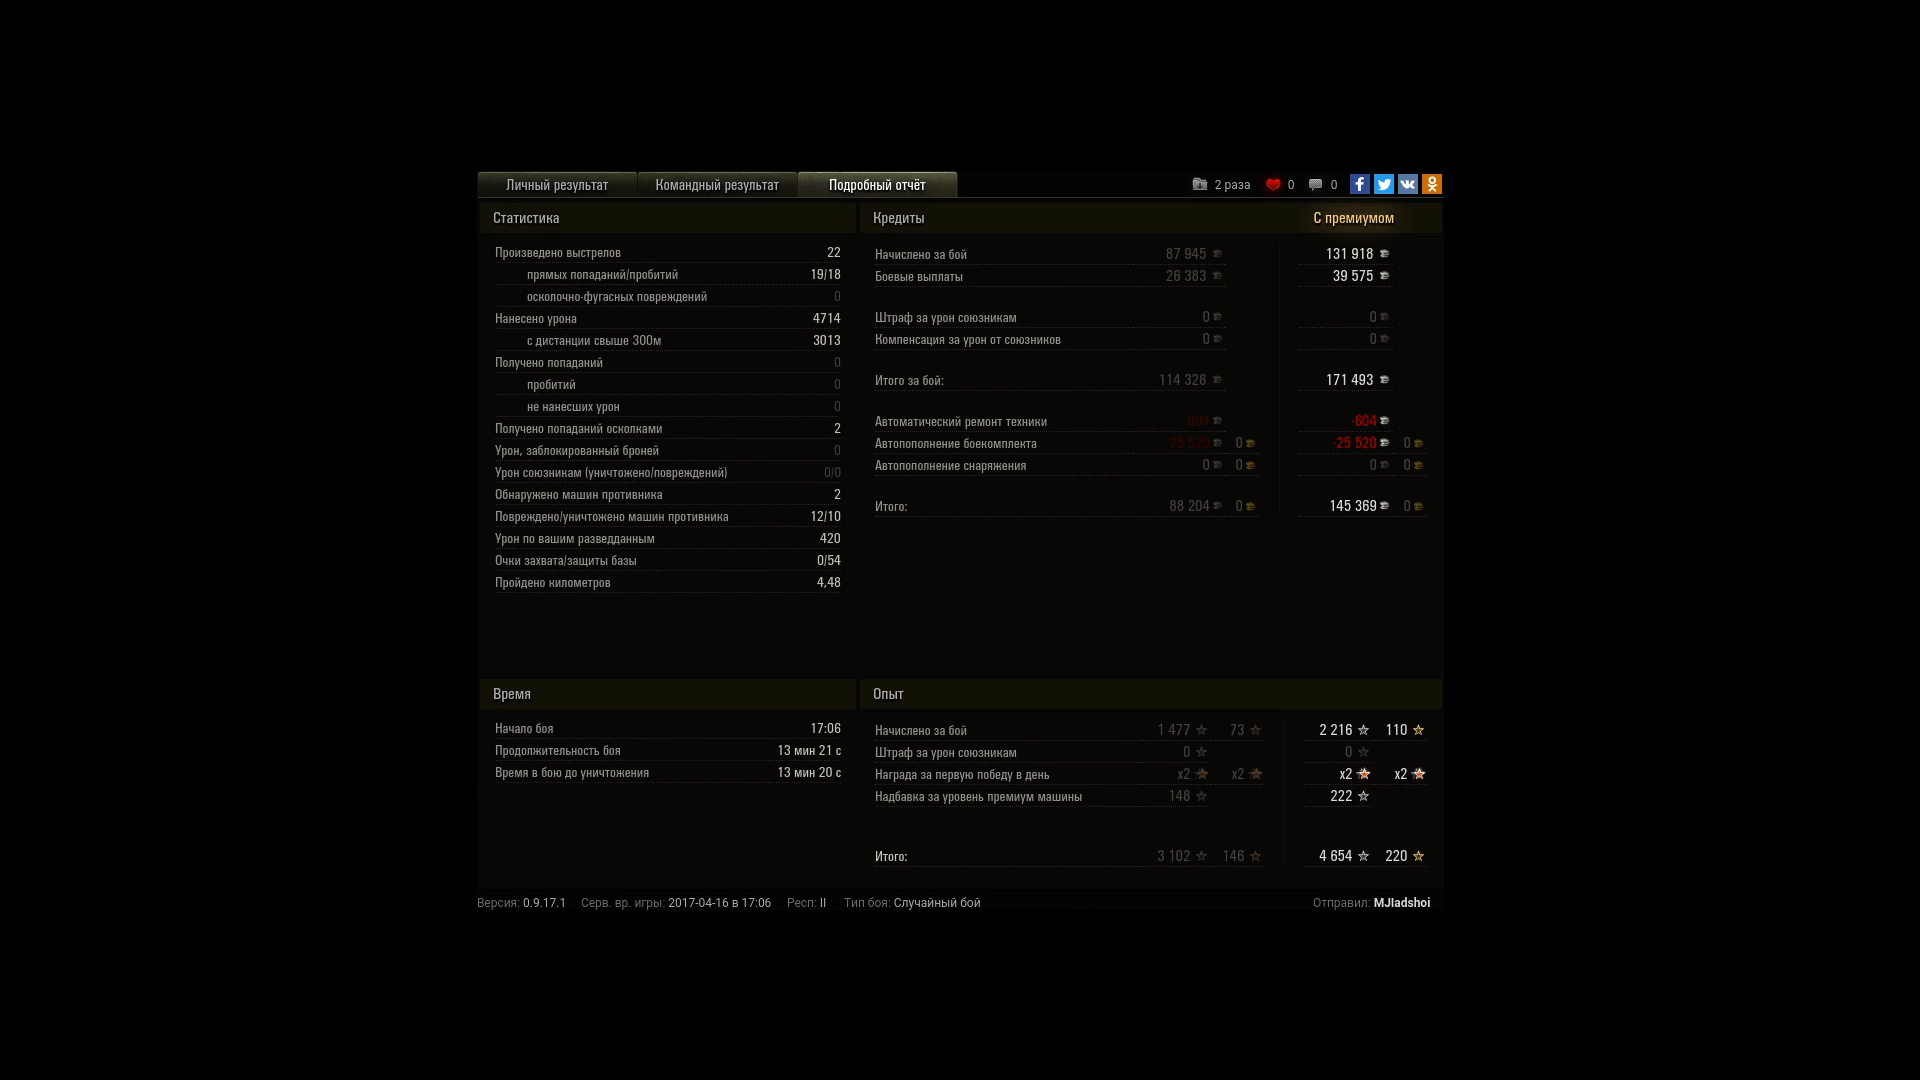 Личный результат Командный результат Подробный отчёт 2 раза 0 0
Статистика
Произведено выстрелов 22
прямых попаданий/пробитий 19/18
осколочно-фугасных повреждений 0
Нанесено урона 4714
с дистанции свыше 300м 3013
Получено попаданий 0
пробитий 0
не нанесших урон 0
Получено попаданий осколками 2
Урон, заблокированный броней 0
Урон союзникам (уничтожено/повреждений) 0/0
Обнаружено машин противника 2
Повреждено/уничтожено машин противника 12/10
Урон по вашим разведданным 420
Очки захвата/защиты базы 0/54
Пройдено километров 4,48
Кредиты С премиумом
Начислено за бой 87 945 131 918
Боевые выплаты 26 383 39 575
Штраф за урон союзникам 0 0
Компенсация за урон от союзников 0 0
Итого за бой: 114 328 171 493
Автоматический ремонт техники -604 -604
Автопополнение боекомплекта -25 520 0 -25 520 0
Автопополнение снаряжения 0 0 0 0
Итого: 88 204 0 145 369 0
Время
Начало боя 17:06
Продолжительность боя 13 мин 21 с
Время в бою до уничтожения 13 мин 20 с
Опыт
Начислено за бой 1 477 73 2 216 110
Штраф за урон союзникам 0 0
Награда за первую победу в день x2 x2 x2 x2
Надбавка за уровень премиум машины 148 222
Итого: 3 102 146 4 654 220
Версия: 0.9.17.1 Серв. вр. игры: 2017-04-16 в 17:06 Респ: II Тип боя: Случайный бой Отправил: MJIadshoi